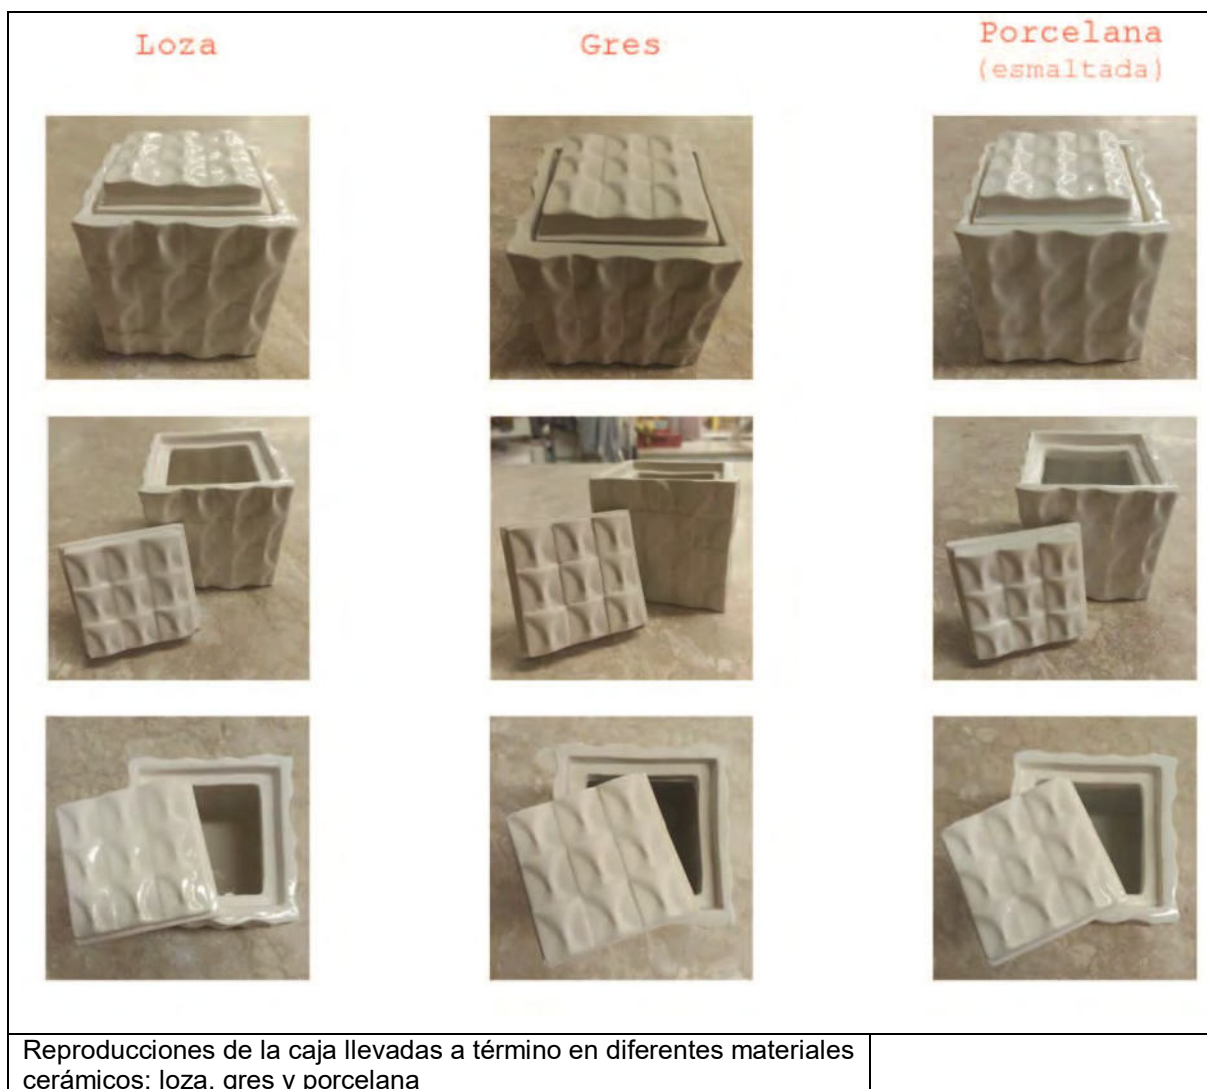 Loza
Gres
Porcelana
(esmaltada)
Reproducciones de la caja llevadas a término en diferentes materiales
cerámicos: loza, gres y porcelana